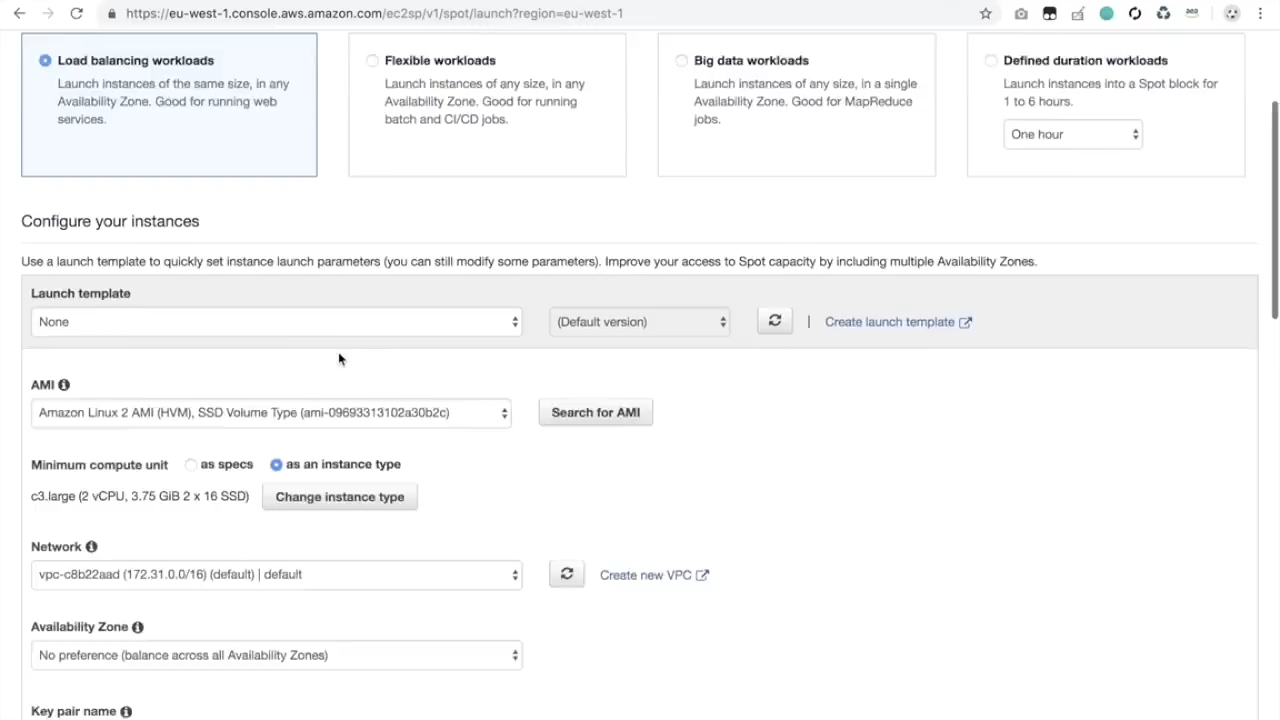 https://eu-west-1.console.aws.amazon.com/ec2sp/v1/spot/launch?region=eu-west-1
Load balancing workloads
Launch instances of the same size, in any
Availability Zone. Good for running web
services.
Flexible workloads
Launch instances of any size, in any
Availability Zone. Good for running
batch and CI/CD jobs.
Big data workloads
Launch instances of any size, in a single
Availability Zone. Good for MapReduce
jobs.
Defined duration workloads
Launch instances into a Spot block for
1 to 6 hours.
One hour
Configure your instances
Use a launch template to quickly set instance launch parameters (you can still modify some parameters). Improve your access to Spot capacity by including multiple Availability Zones.
Launch template
None
(Default version)
| Create launch template
AMI
Amazon Linux 2 AMI (HVM), SSD Volume Type (ami-09693313102a30b2c)
Search for AMI
Minimum compute unit as specs as an instance type
c3.large (2 vCPU, 3.75 GiB 2 x 16 SSD) Change instance type
Network
vpc-c8b22aad (172.31.0.0/16) (default) | default
Create new VPC
Availability Zone
No preference (balance across all Availability Zones)
Key pair name